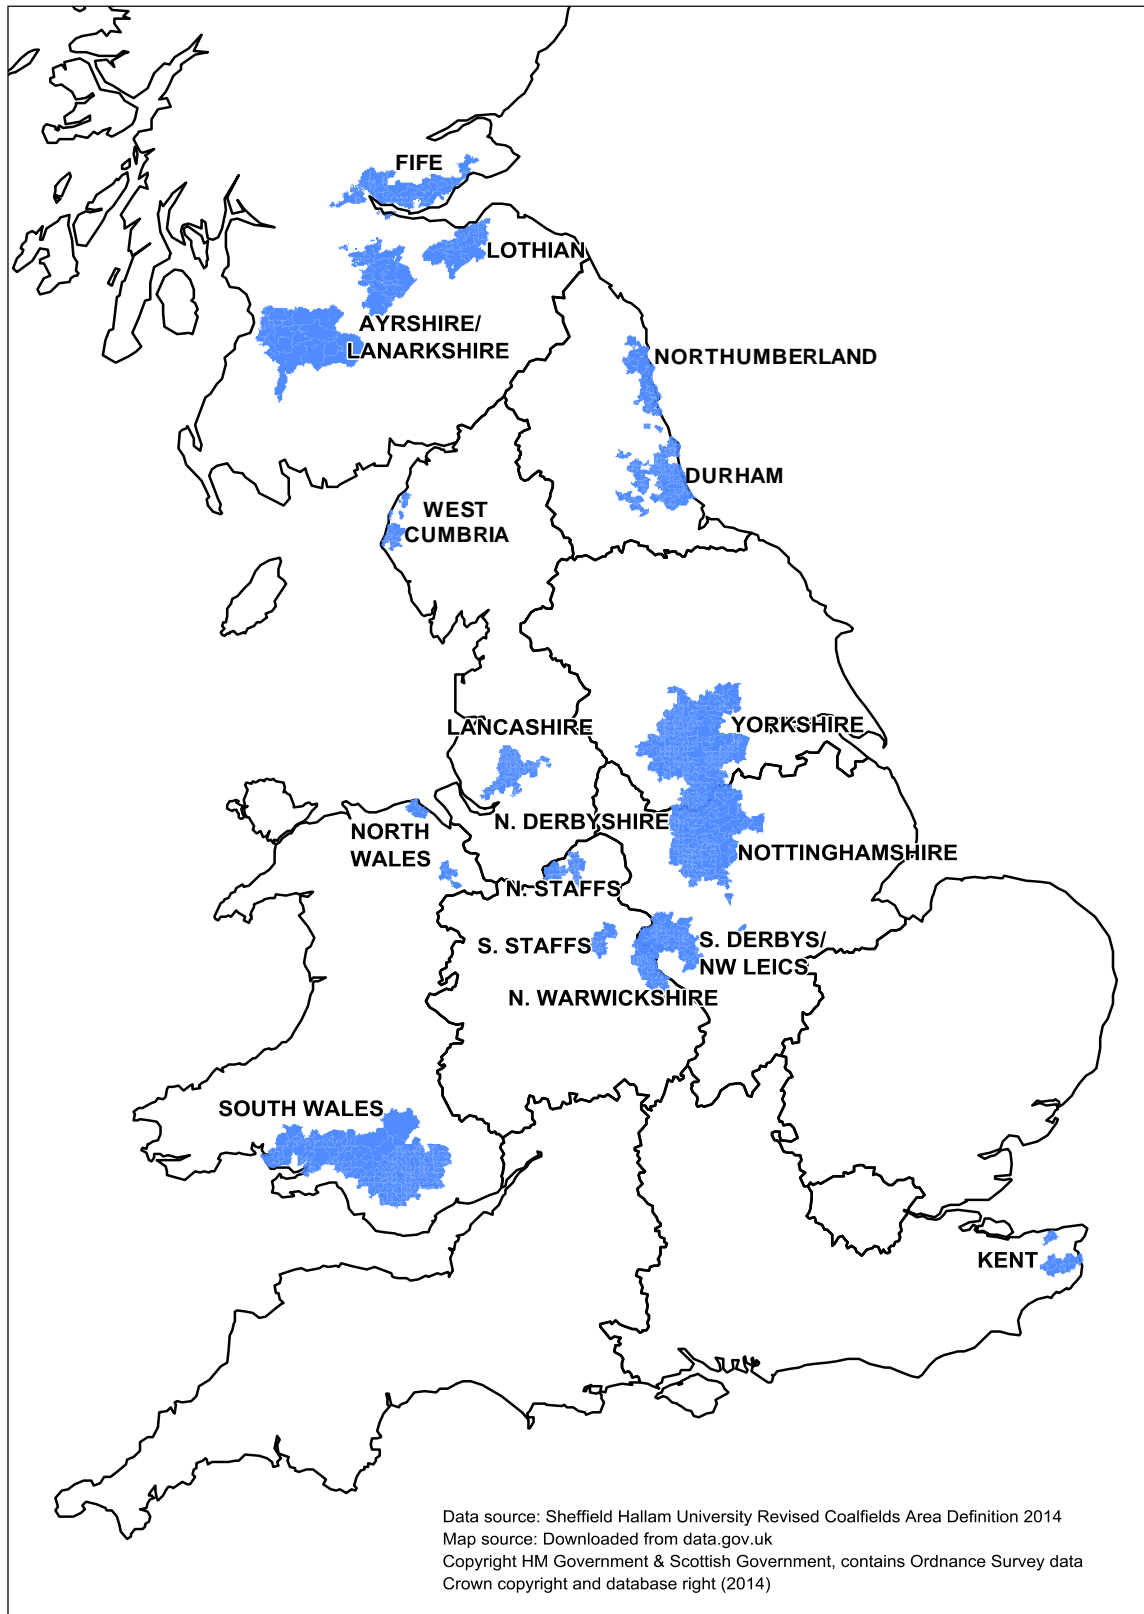 FIFE
LOTHIAN
AYRSHIRE/
LANARKSHIRE
NORTHUMBERLAND
DURHAM
WEST
CUMBRIA
YORKSHIRE
LANCASHIRE
N. DERBYSHIRE
NORTH
WALES
NOTTINGHAMSHIRE
N. STAFFS
S. STAFFS
S. DERBYS/
NW LEICS
N. WARWICKSHIRE
SOUTH WALES
KENT
Data source: Sheffield Hallam University Revised Coalfields Area Definition 2014
Map source: Downloaded from data.gov.uk
Copyright HM Government & Scottish Government, contains Ordnance Survey data
Crown copyright and database right (2014)